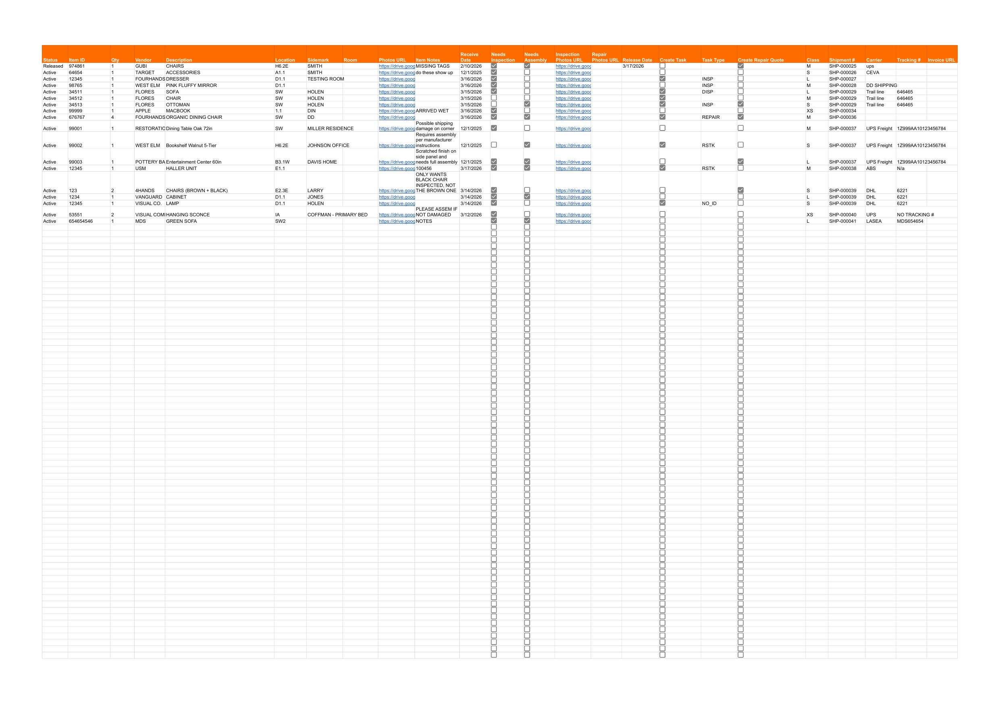 Status Item ID Qty Vendor Description Location Sidemark Room Photos URL Item Notes Receive Date Needs Inspection Needs Assembly Inspection Photos URL Repair Photos URL Release Date Create Task Task Type Create Repair Quote Class Shipment # Carrier Tracking # Invoice URL
Released 974861 1 GUBI CHAIRS H6.2E SMITH https://drive.goog MISSING TAGS 2/10/2026 https://drive.goog 3/17/2026 M SHP-000025 ups
Active 64654 1 TARGET ACCESSORIES A1.1 SMITH https://drive.goog do these show up 12/1/2025 https://drive.goog S SHP-000026 CEVA
Active 12345 1 FOURHANDS DRESSER D1.1 TESTING ROOM https://drive.goog 3/16/2026 https://drive.goog INSP L SHP-000027
Active 98765 1 WEST ELM PINK FLUFFY MIRROR D1.1 https://drive.goog 3/16/2026 https://drive.goog INSP M SHP-000028 DD SHIPPING
Active 34511 1 FLORES SOFA SW HOLEN https://drive.goog 3/15/2026 https://drive.goog DISP L SHP-000029 Trail line 646465
Active 34512 1 FLORES CHAIR SW HOLEN https://drive.goog 3/15/2026 https://drive.goog M SHP-000029 Trail line 646465
Active 34513 1 FLORES OTTOMAN SW HOLEN https://drive.goog 3/15/2026 https://drive.goog INSP S SHP-000029 Trail line 646465
Active 99999 1 APPLE MACBOOK 1.1 DIN https://drive.goog ARRIVED WET 3/16/2026 https://drive.goog XS SHP-000034
Active 676767 4 FOURHANDS ORGANIC DINING CHAIR SW DD https://drive.goog 3/16/2026 https://drive.goog REPAIR M SHP-000036
Possible shipping
Active 99001 1 RESTORATIO Dining Table Oak 72in SW MILLER RESIDENCE https://drive.goog damage on corner 12/1/2025 https://drive.goog M SHP-000037 UPS Freight 1Z999AA10123456784
Requires assembly
per manufacturer
Active 99002 1 WEST ELM Bookshelf Walnut 5-Tier H6.2E JOHNSON OFFICE https://drive.goog instructions 12/1/2025 https://drive.goog RSTK S SHP-000037 UPS Freight 1Z999AA10123456784
Scratched finish on
side panel and
Active 99003 1 POTTERY BA Entertainment Center 60in B3.1W DAVIS HOME https://drive.goog needs full assembly 12/1/2025 https://drive.goog L SHP-000037 UPS Freight 1Z999AA10123456784
Active 12345 1 USM HALLER UNIT E1.1 https://drive.goog 100456 3/17/2026 https://drive.goog RSTK M SHP-000038 ABS N/a
ONLY WANTS
BLACK CHAIR
INSPECTED, NOT
Active 123 2 4HANDS CHAIRS (BROWN + BLACK) E2.3E LARRY https://drive.goog THE BROWN ONE 3/14/2026 https://drive.goog S SHP-000039 DHL 6221
Active 1234 1 VANGUARD CABINET D1.1 JONES https://drive.goog 3/14/2026 https://drive.goog L SHP-000039 DHL 6221
Active 12345 1 VISUAL CO. LAMP D1.1 HOLEN https://drive.goog 3/14/2026 https://drive.goog NO_ID S SHP-000039 DHL 6221
PLEASE ASSEM IF
Active 53551 2 VISUAL COMI HANGING SCONCE IA COFFMAN - PRIMARY BED https://drive.goog NOT DAMAGED 3/12/2026 https://drive.goog XS SHP-000040 UPS NO TRACKING #
Active 654654546 1 MDS GREEN SOFA SW2 https://drive.goog NOTES https://drive.goog L SHP-000041 LASEA MDS654654